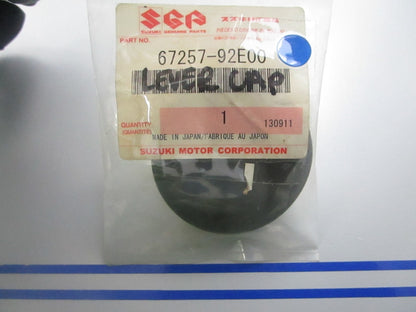 SGP
SUZUKI GENUINE PARTS
PART NO.
67257-92E00
LEVER CAP
QUANTITY
(QUANTITÉ)
1
130911
MADE IN JAPAN/FABRIQUE AU JAPON
SUZUKI MOTOR CORPORATION